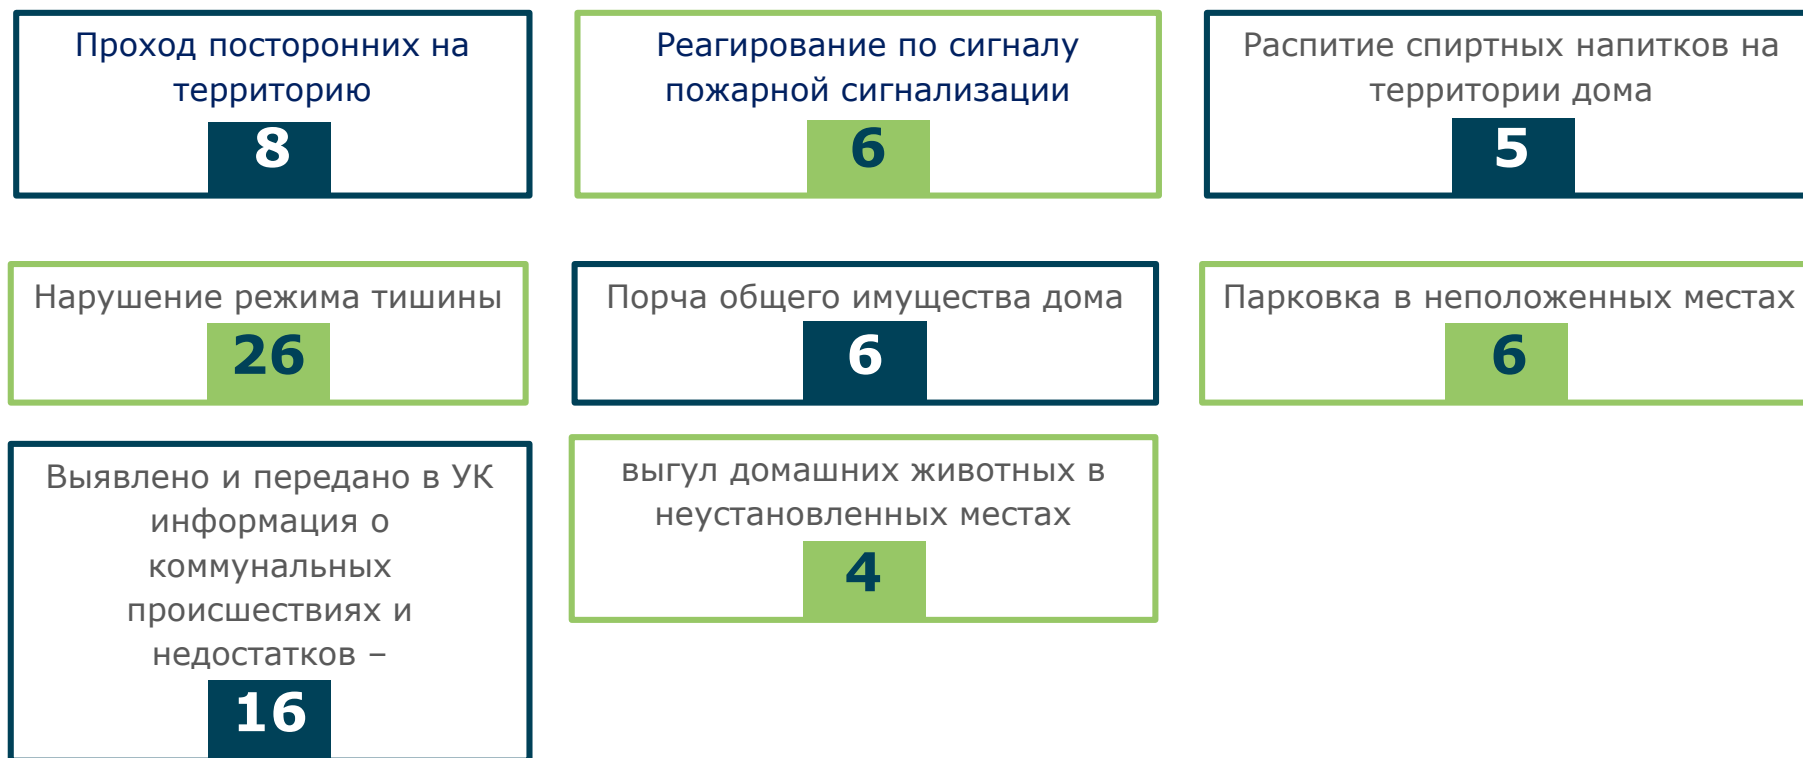 Проход посторонних на
территорию
8
Реагирование по сигналу
пожарной сигнализации
6
Распитие спиртных напитков на
территории дома
5
Нарушение режима тишины
26
Порча общего имущества дома
6
Парковка в неположенных местах
6
Выявлено и передано в УК
информация о
коммунальных
происшествиях и
недостатков –
16
выгул домашних животных в
неустановленных местах
4